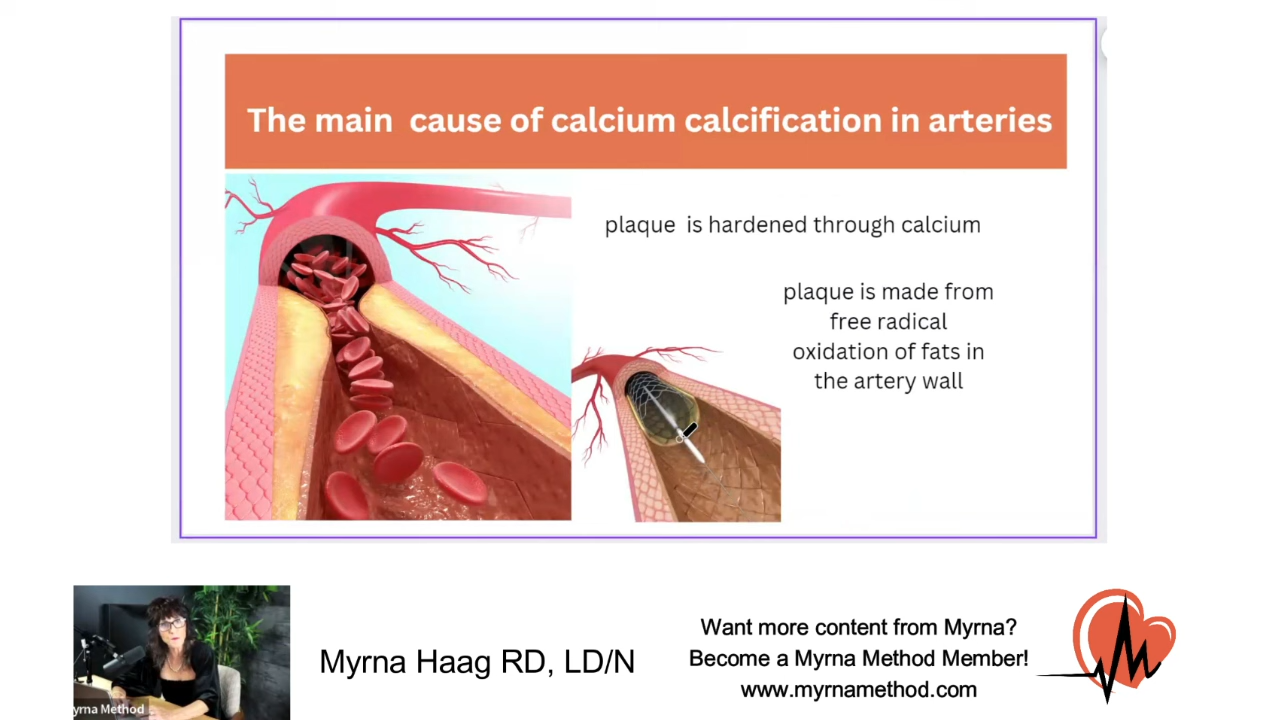 The main cause of calcium calcification in arteries
plaque is hardened through calcium
plaque is made from
free radical
oxidation of fats in
the artery wall
yrna Method
Myrna Haag RD, LD/N
Want more content from Myrna?
Become a Myrna Method Member!
www.myrnamethod.com
M